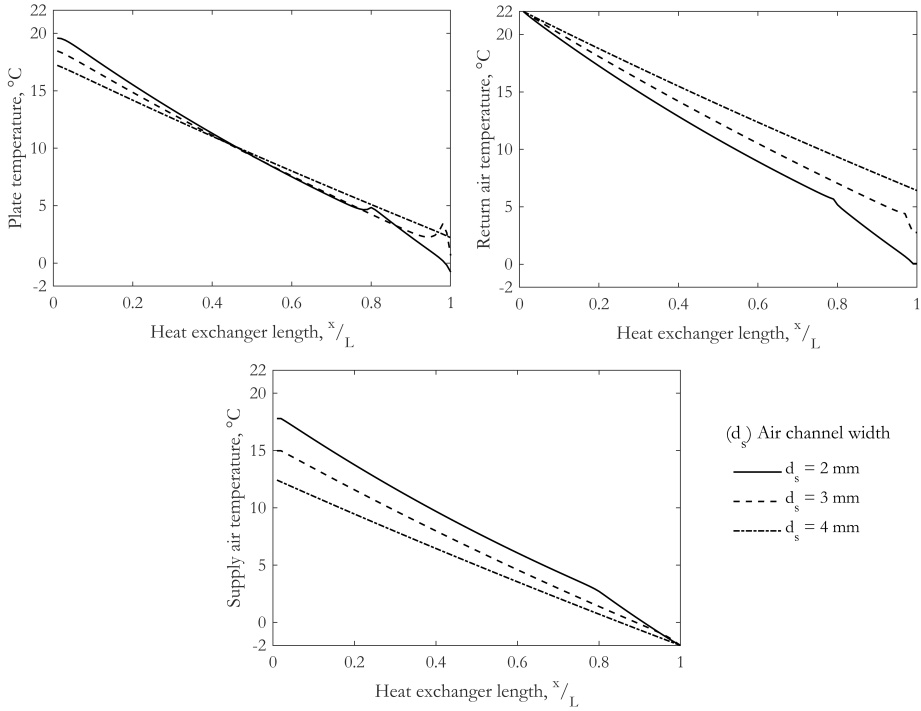 22
20
15
10
5
0
-2
Plate temperature, °C
0 0.2 0.4 0.6 0.8 1
Heat exchanger length, x/L
22
20
15
10
5
0
-2
Return air temperature, °C
0 0.2 0.4 0.6 0.8 1
Heat exchanger length, x/L
22
20
15
10
5
0
-2
Supply air temperature, °C
0 0.2 0.4 0.6 0.8 1
Heat exchanger length, x/L
(ds) Air channel width
ds = 2 mm
ds = 3 mm
ds = 4 mm